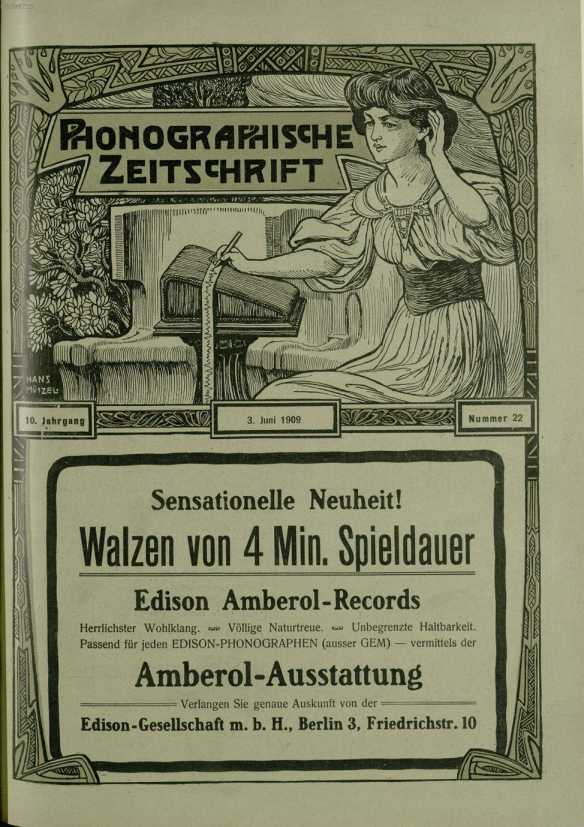 PHONOGRAPHISCHE
ZEITSCHRIFT
HANS
MÜTZEL
10. Jahrgang
3. Juni 1909
Nummer 22
Sensationelle Neuheit!
Walzen von 4 Min. Spieldauer
Edison Amberol-Records
Herrlichster Wohlklang. Völlige Naturtreue. Unbegrenzte Haltbarkeit.
Passend für jeden EDISON-PHONOGRAPHEN (ausser GEM) — vermittels der
Amberol-Ausstattung
Verlangen Sie genaue Auskunft von der
Edison-Gesellschaft m. b. H., Berlin 3, Friedrichstr. 10